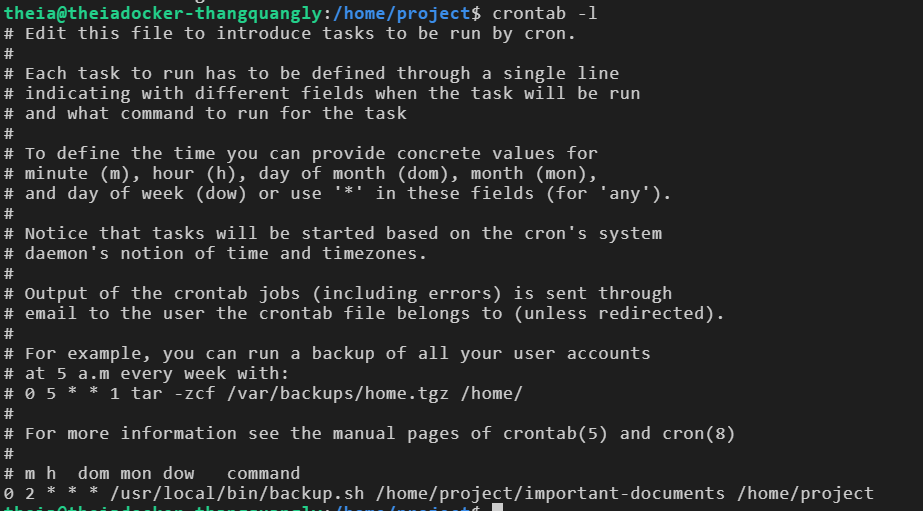 theia@theiadocker-thangquangly:/home/project$ crontab -l
# Edit this file to introduce tasks to be run by cron.
#
# Each task to run has to be defined through a single line
# indicating with different fields when the task will be run
# and what command to run for the task
#
# To define the time you can provide concrete values for
# minute (m), hour (h), day of month (dom), month (mon),
# and day of week (dow) or use '*' in these fields (for 'any').
#
# Notice that tasks will be started based on the cron's system
# daemon's notion of time and timezones.
#
# Output of the crontab jobs (including errors) is sent through
# email to the user the crontab file belongs to (unless redirected).
#
# For example, you can run a backup of all your user accounts
# at 5 a.m every week with:
# 0 5 * * 1 tar -zcf /var/backups/home.tgz /home/
#
# For more information see the manual pages of crontab(5) and cron(8)
#
# m h  dom mon dow   command
0 2 * * * /usr/local/bin/backup.sh /home/project/important-documents /home/project
theia@theiadocker-thangquangly:/home/project$